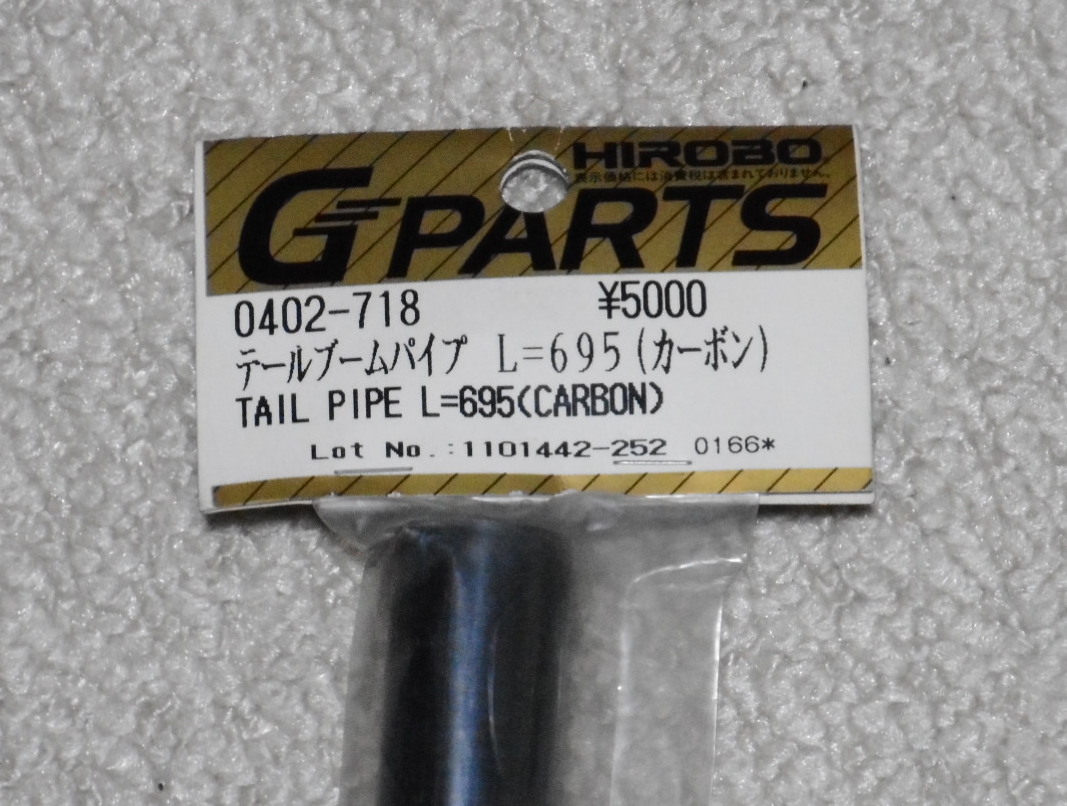 HIROBO
表示価格には消費税は含まれておりません。
G PARTS
0402-718 ¥5000
テールブームパイプ L=695(カーボン)
TAIL PIPE L=695(CARBON)
Lot No.:1101442-252 0166*